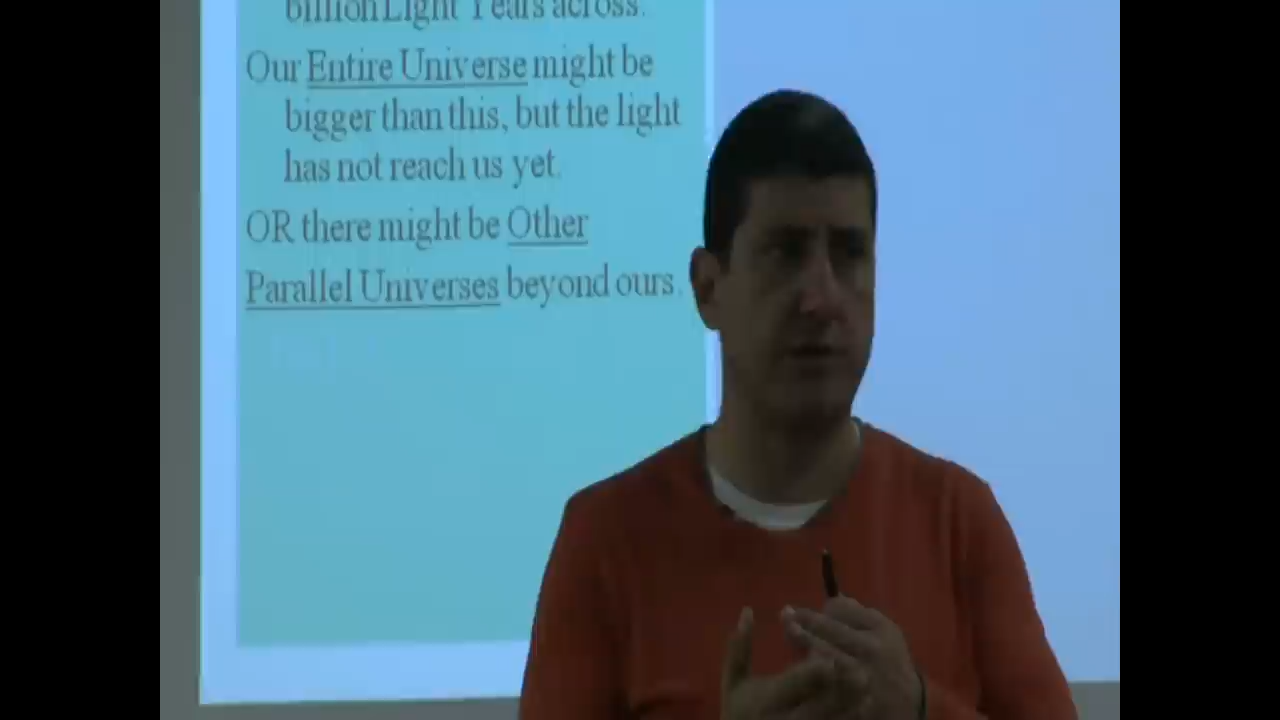 billion Light Years across.
Our Entire Universe might be
bigger than this, but the light
has not reach us yet.
OR there might be Other
Parallel Universes beyond ours.